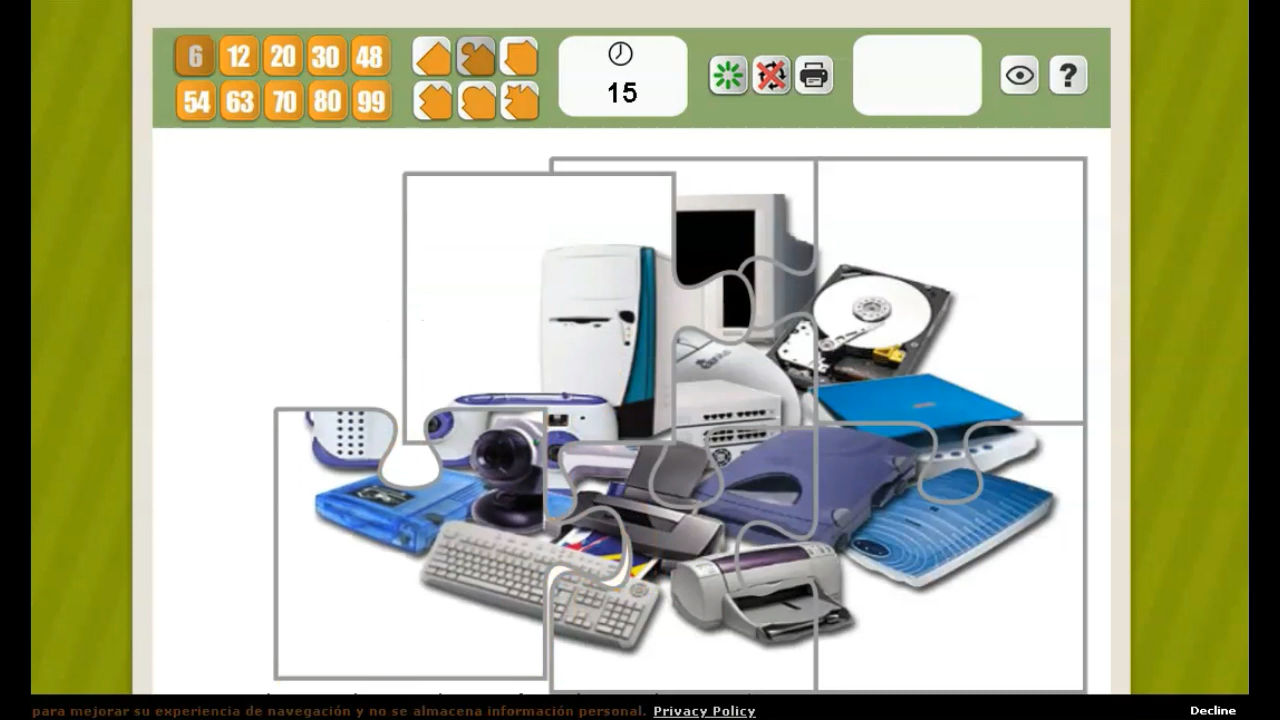 6 12 20 30 48
54 63 70 80 99
15
?
para mejorar su experiencia de navegación y no se almacena información personal. Privacy Policy
Decline